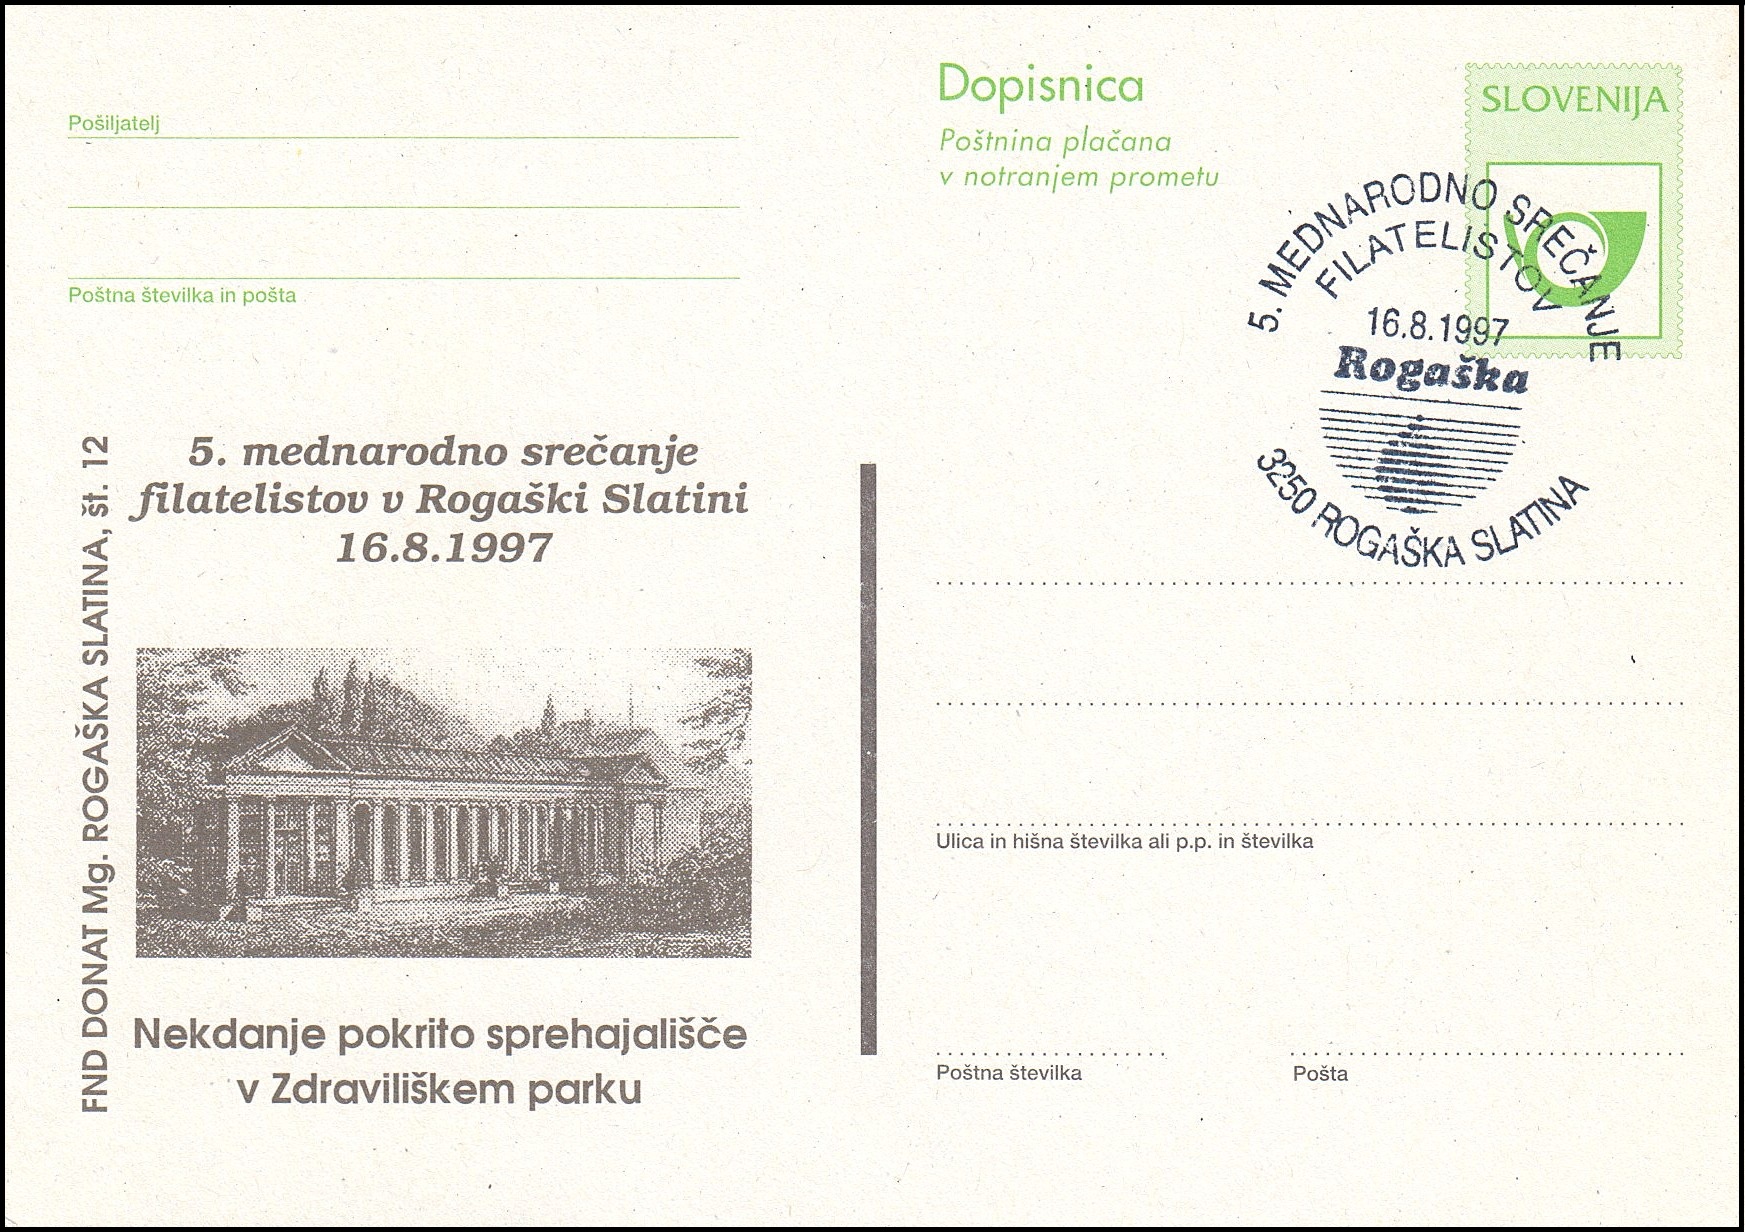 Pošiljatelj
Poštna številka in pošta
Dopisnica
Poštnina plačana
v notranjem prometu
SLOVENIJA
5. MEDNARODNO SREČANJE
FILATELISTOV
16.8.1997
Rogaška
3250 ROGAŠKA SLATINA
FND DONAT Mg. ROGAŠKA SLATINA, št. 12
5. mednarodno srečanje
filatelistov v Rogaški Slatini
16.8.1997
Nekdanje pokrito sprehajališče
v Zdraviliškem parku
Ulica in hišna številka ali p.p. in številka
Poštna številka
Pošta